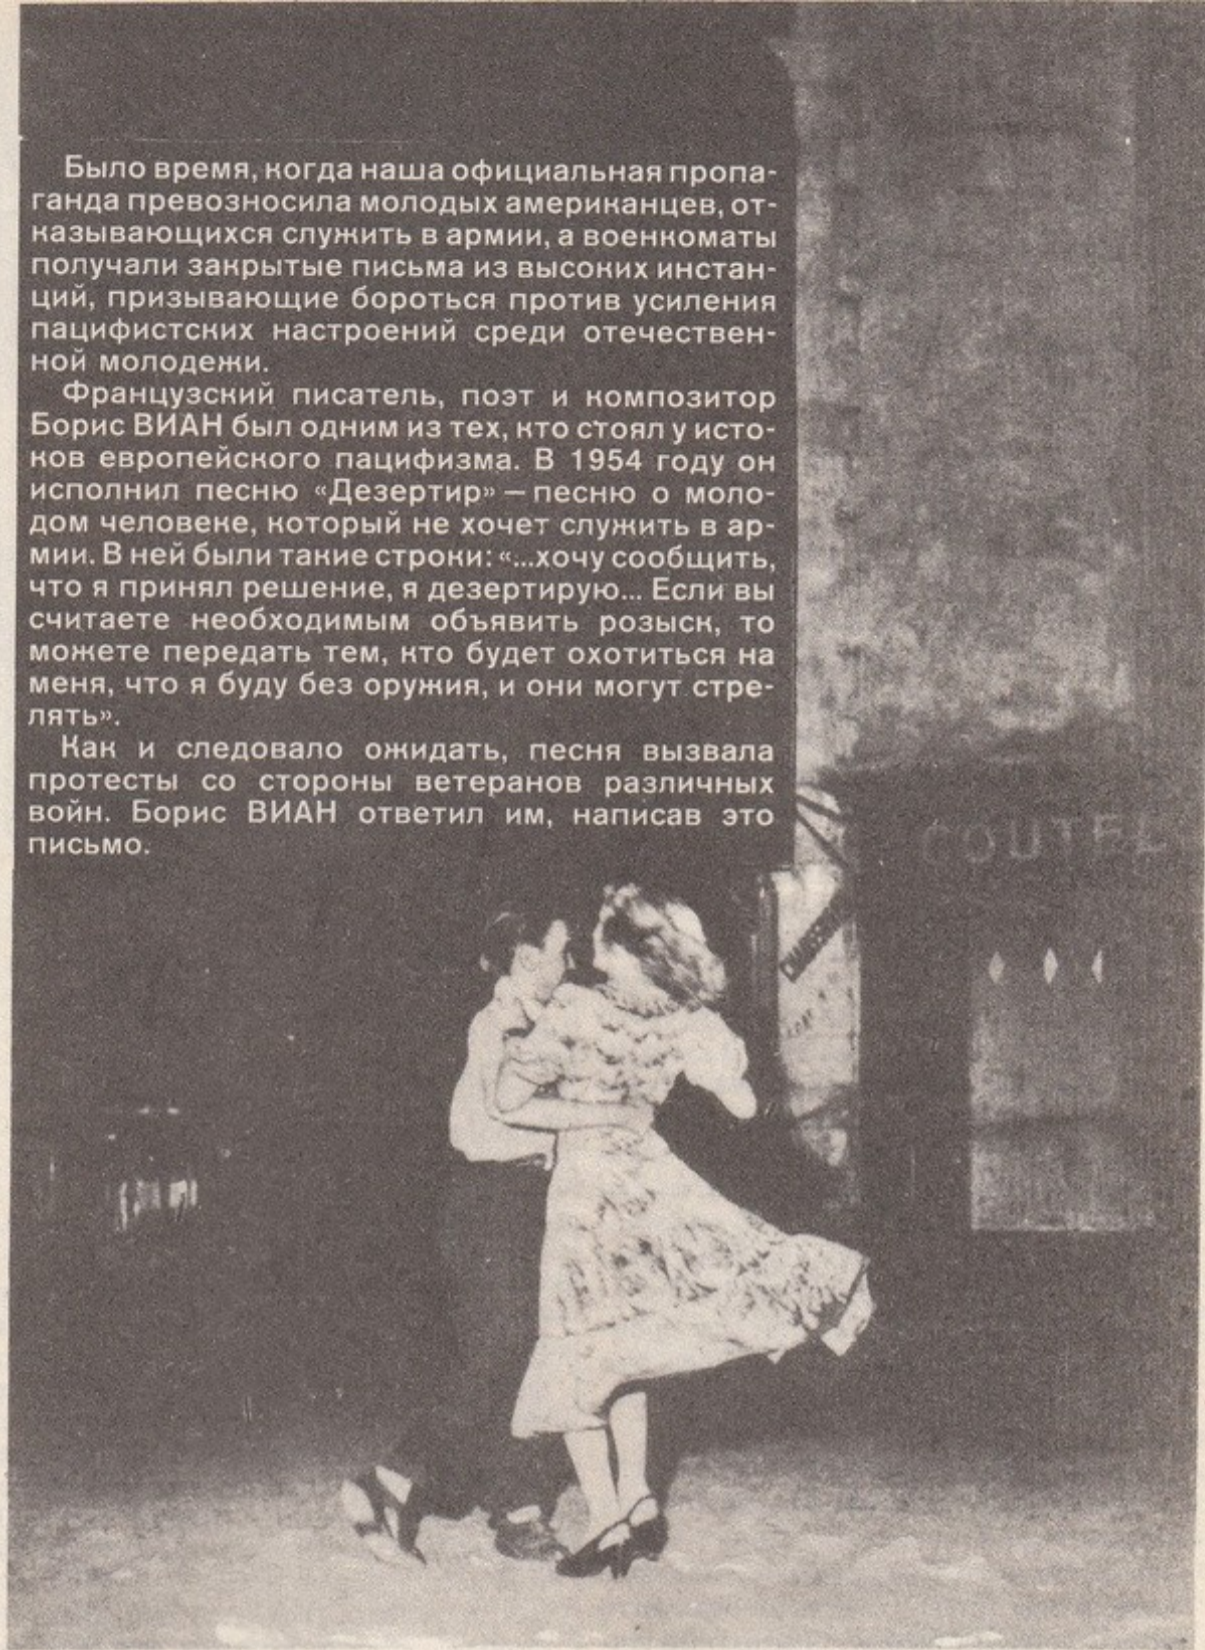 Было время, когда наша официальная пропа-
ганда превозносила молодых американцев, от-
казывающихся служить в армии, а военкоматы
получали закрытые письма из высоких инстан-
ций, призывающие бороться против усиления
пацифистских настроений среди отечествен-
ной молодежи.
Французский писатель, поэт и композитор
Борис ВИАН был одним из тех, кто стоял у исто-
ков европейского пацифизма. В 1954 году он
исполнил песню «Дезертир» — песню о моло-
дом человеке, который не хочет служить в ар-
мии. В ней были такие строки: «...хочу сообщить,
что я принял решение, я дезертирую... Если вы
считаете необходимым объявить розыск, то
можете передать тем, кто будет охотиться на
меня, что я буду без оружия, и они могут стре-
лять».
Как и следовало ожидать, песня вызвала
протесты со стороны ветеранов различных
войн. Борис ВИАН ответил им, написав это
письмо.
COUTEL